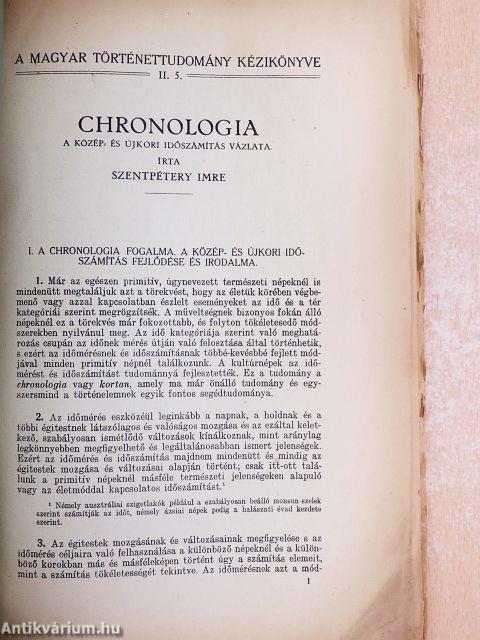 A MAGYAR TÖRTÉNETTUDOMÁNY KÉZIKÖNYVE
II. 5.
CHRONOLOGIA
A KÖZÉP- ÉS ÚJKORI IDŐSZÁMÍTÁS VÁZLATA.
ÍRTA
SZENTPÉTERY IMRE
I. A CHRONOLOGIA FOGALMA. A KÖZÉP- ÉS ÚJKORI IDŐ-
SZÁMÍTÁS FEJLŐDÉSE ÉS IRODALMA.
1. Már az egészen primitív, úgynevezett természeti népeknél is
mindenütt megtaláljuk azt a törekvést, hogy az életük körében végbe-
menő vagy azzal kapcsolatban észlelt eseményeket az idő és a tér
kategóriái szerint megrögzítsék. A műveltségnek bizonyos fokán álló
népeknél ez a törekvés már fokozottabb, és folyton tökéletesedő mód-
szerekben nyilvánul meg. Az idő kategóriája szerint való meghatá-
rozás csupán az időnek mérés útján való felosztása által történhetik,
s ezért az időmérésnek és időszámításnak többé-kevésbbé fejlett mód-
jával minden primitív népnél találkozunk. A kultúrnépek az idő-
mérést és időszámítást tudománnyá fejlesztették. Ez a tudomány a
chronologia vagy kortan, amely ma már önálló tudomány és egy-
szersmind a történelemnek egyik fontos segédtudománya.
2. Az időmérés eszközéül leginkább a napnak, a holdnak és a
többi égitestnek látszólagos és valóságos mozgása és az ezáltal kelet-
kező, szabályosan ismétlődő változások kínálkoznak, mint aránylag
legkönnyebben megfigyelhető és legáltalánosabban ismert jelenségek.
Ezért az időmérés és időszámítás majdnem mindenütt és mindig az
égitestek mozgása és változásai alapján történt; csak itt-ott talá-
lunk a primitív népeknél másféle természeti jelenségeken alapuló
vagy az életmóddal kapcsolatos időszámítást.¹
¹ Némely ausztráliai szigetlakók például a szabályosan beálló monsun-szelek
szerint számítják az időt, némely ázsiai népek pedig a halászati évad kezdete
szerint.
3. Az égitestek mozgásának és változásainak megfigyelése s az
időmérés céljaira való felhasználása a különböző népeknél és a külön-
böző korokban más és másféleképen történt úgy a számítás elemeit,
mint a számítás tökéletességét tekintve. Az időmérésnek azt a mód-
1
Antikvárium.hu